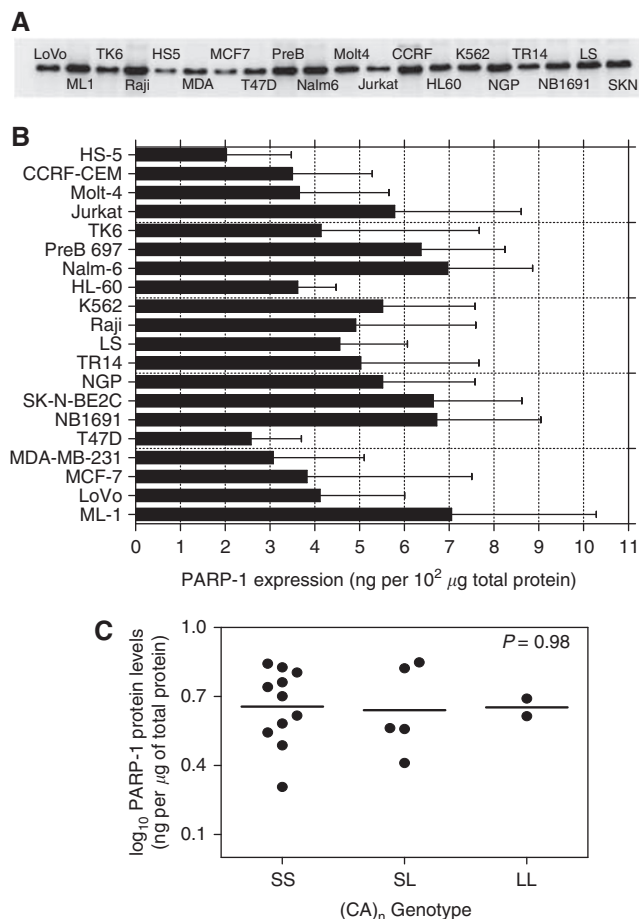 A
LoVo TK6 HS5 MCF7 PreB Molt4 CCRF K562 TR14 LS
ML1 Raji MDA T47D Nalm6 Jurkat HL60 NGP NB1691 SKN
B
HS-5
CCRF-CEM
Molt-4
Jurkat
TK6
PreB 697
Nalm-6
HL-60
K562
Raji
LS
TR14
NGP
SK-N-BE2C
NB1691
T47D
MDA-MB-231
MCF-7
LoVo
ML-1
0 1 2 3 4 5 6 7 8 9 10 11
PARP-1 expression (ng per 10² µg total protein)
C
log₁₀ PARP-1 protein levels
(ng per µg of total protein)
1.0
0.7
0.4
0.1
P = 0.98
SS SL LL
(CA)ₙ Genotype